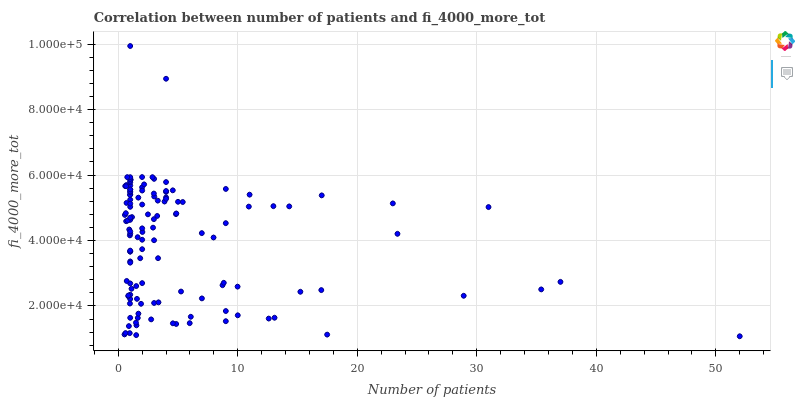 Correlation between number of patients and fi_4000_more_tot
1.000e+5
8.000e+4
6.000e+4
4.000e+4
2.000e+4
fi_4000_more_tot
0 10 20 30 40 50
Number of patients